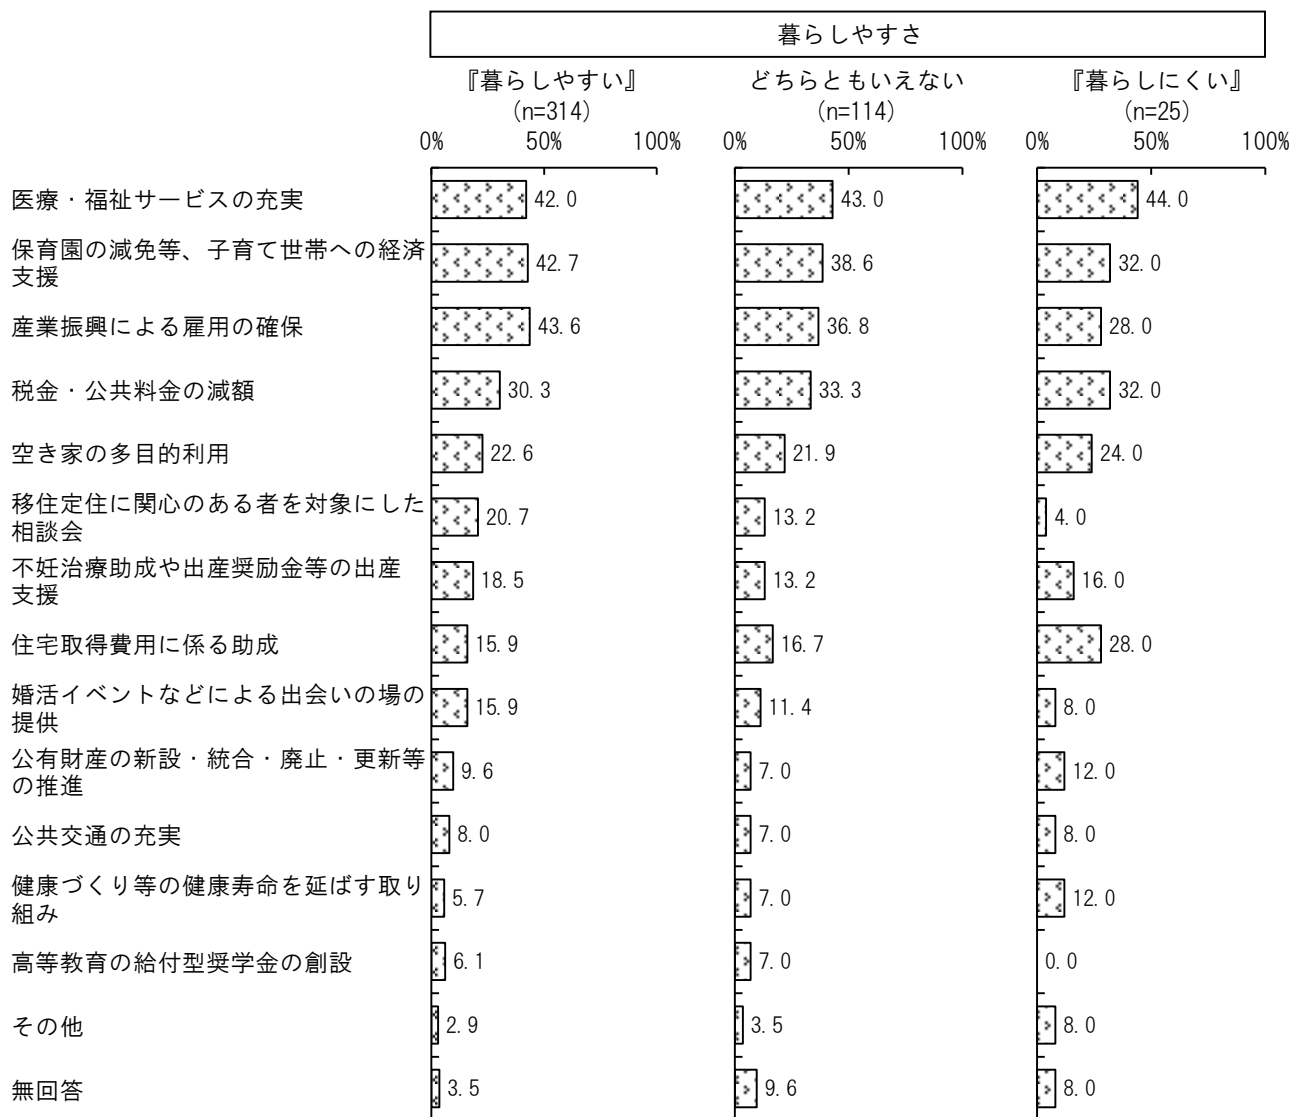 暮らしやすさ
『暮らしやすい』 どちらともいえない 『暮らしにくい』
(n=314) (n=114) (n=25)
0% 50% 100% 0% 50% 100% 0% 50% 100%
医療・福祉サービスの充実 42.0 43.0 44.0
保育園の減免等、子育て世帯への経済
支援 42.7 38.6 32.0
産業振興による雇用の確保 43.6 36.8 28.0
税金・公共料金の減額 30.3 33.3 32.0
空き家の多目的利用 22.6 21.9 24.0
移住定住に関心のある者を対象にした
相談会 20.7 13.2 4.0
不妊治療助成や出産奨励金等の出産
支援 18.5 13.2 16.0
住宅取得費用に係る助成 15.9 16.7 28.0
婚活イベントなどによる出会いの場の
提供 15.9 11.4 8.0
公有財産の新設・統合・廃止・更新等
の推進 9.6 7.0 12.0
公共交通の充実 8.0 7.0 8.0
健康づくり等の健康寿命を延ばす取り
組み 5.7 7.0 12.0
高等教育の給付型奨学金の創設 6.1 7.0 0.0
その他 2.9 3.5 8.0
無回答 3.5 9.6 8.0